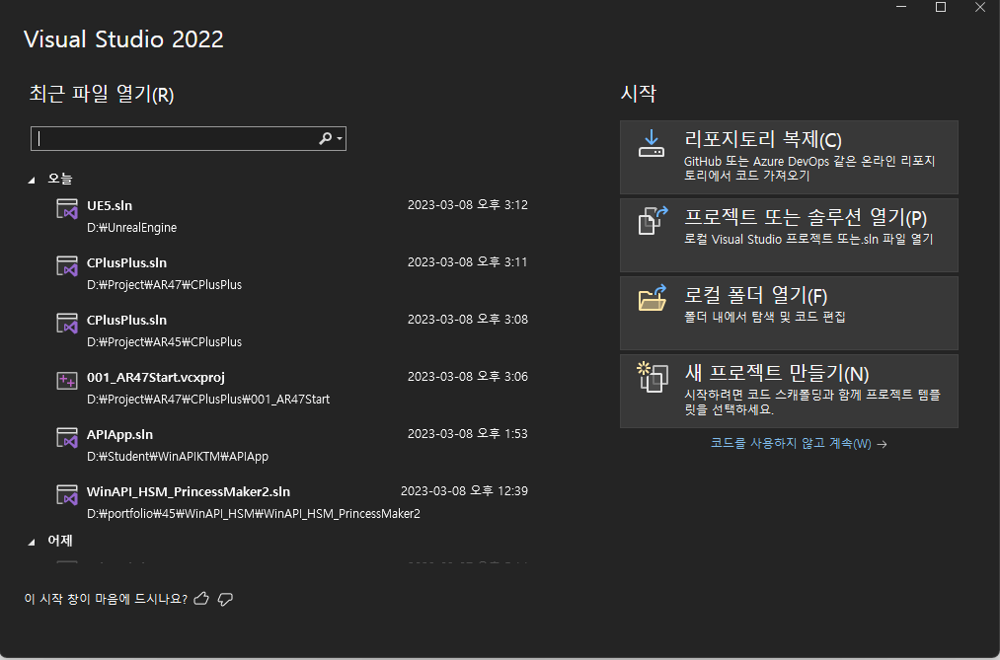 Visual Studio 2022
최근 파일 열기(R)
오늘
UE5.sln
2023-03-08 오후 3:12
D:₩UnrealEngine
CPlusPlus.sln
2023-03-08 오후 3:11
D:₩Project₩AR47₩CPlusPlus
CPlusPlus.sln
2023-03-08 오후 3:08
D:₩Project₩AR45₩CPlusPlus
001_AR47Start.vcxproj
2023-03-08 오후 3:06
D:₩Project₩AR47₩CPlusPlus₩001_AR47Start
APIApp.sln
2023-03-08 오후 1:53
D:₩Student₩WinAPIKTM₩APIApp
WinAPI_HSM_PrincessMaker2.sln
2023-03-08 오후 12:39
D:₩portfolio₩45₩WinAPI_HSM₩WinAPI_HSM_PrincessMaker2
어제
이 시작 창이 마음에 드시나요?
시작
리포지토리 복제(C)
GitHub 또는 Azure DevOps 같은 온라인 리포지
토리에서 코드 가져오기
프로젝트 또는 솔루션 열기(P)
로컬 Visual Studio 프로젝트 또는.sln 파일 열기
로컬 폴더 열기(F)
폴더 내에서 탐색 및 코드 편집
새 프로젝트 만들기(N)
시작하려면 코드 스캐폴딩과 함께 프로젝트 템플
릿을 선택하세요.
코드를 사용하지 않고 계속(W) →